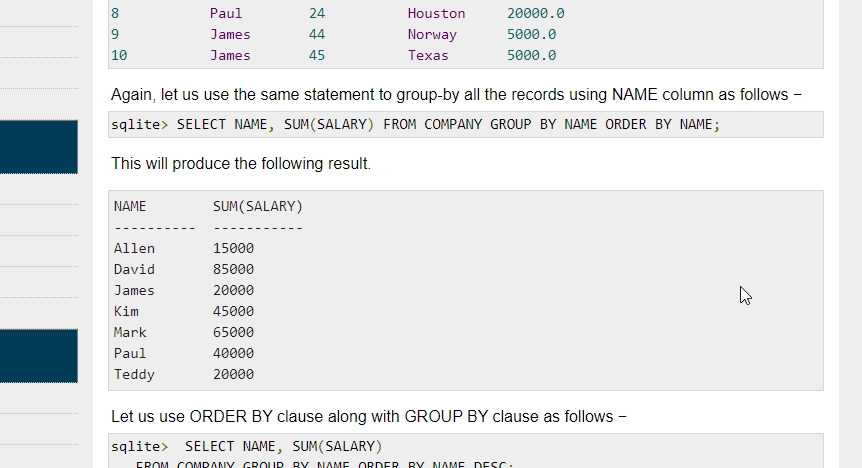 8 Paul 24 Houston 20000.0
9 James 44 Norway 5000.0
10 James 45 Texas 5000.0
Again, let us use the same statement to group-by all the records using NAME column as follows −
sqlite> SELECT NAME, SUM(SALARY) FROM COMPANY GROUP BY NAME ORDER BY NAME;
This will produce the following result.
NAME SUM(SALARY)
---------- -----------
Allen 15000
David 85000
James 20000
Kim 45000
Mark 65000
Paul 40000
Teddy 20000
Let us use ORDER BY clause along with GROUP BY clause as follows −
sqlite> SELECT NAME, SUM(SALARY)
FROM COMPANY GROUP BY NAME ORDER BY NAME DESC;